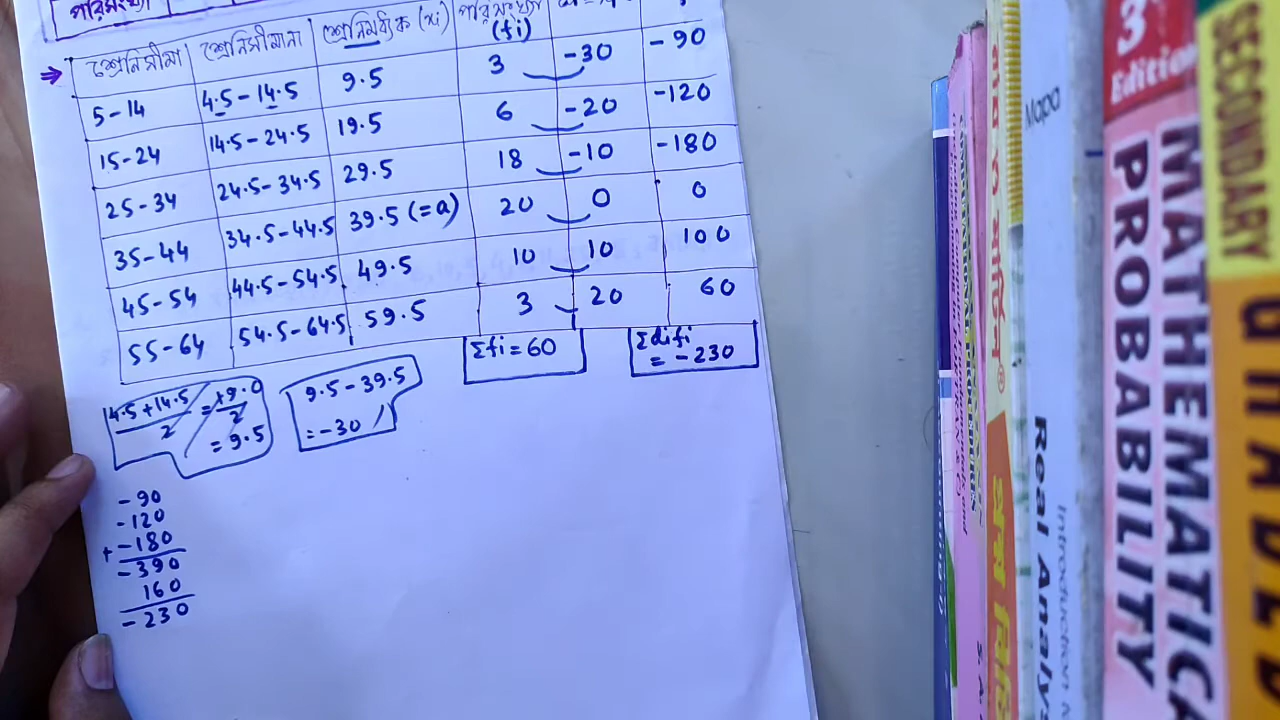 পরিসংখ্যা
শ্রেনিসীমা শ্রেনিসীমানা শ্রেনিমধ্যক (xi) পরিসংখ্যা (fi)
5-14 4.5-14.5 9.5 3 -30 -90
15-24 14.5-24.5 19.5 6 -20 -120
25-34 24.5-34.5 29.5 18 -10 -180
35-44 34.5-44.5 39.5 (=a) 20 0 0
45-54 44.5-54.5 49.5 10 10 100
55-64 54.5-64.5 59.5 3 20 60
Σfi = 60 Σdifi = -230
4.5+14.5/2 = 19.0/2
= 9.5
9.5-39.5
=-30
-90
-120
+ -180
-390
160
-230
Mapa
Real Analys
Introduction
3
Edition
MATHEMATICA
PROBABILITY
SECONDARY